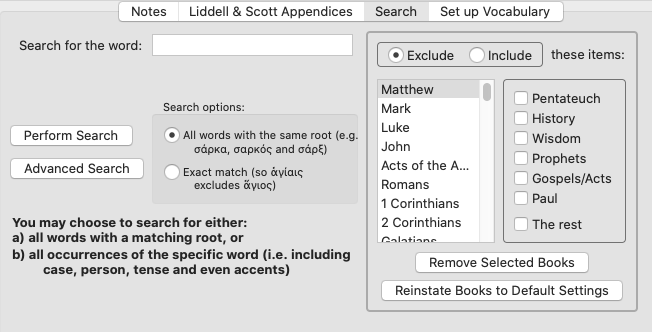 Notes
Liddell & Scott Appendices
Search
Set up Vocabulary
Search for the word:
Search options:
All words with the same root (e.g.
σάρκα, σαρκός and σάρξ)
Exact match (so ἁγίαις
excludes ἅγιος)
Perform Search
Advanced Search
You may choose to search for either:
a) all words with a matching root, or
b) all occurrences of the specific word (i.e. including
case, person, tense and even accents)
Exclude
Include
these items:
Matthew
Mark
Luke
John
Acts of the A...
Romans
1 Corinthians
2 Corinthians
Galatians
Pentateuch
History
Wisdom
Prophets
Gospels/Acts
Paul
The rest
Remove Selected Books
Reinstate Books to Default Settings